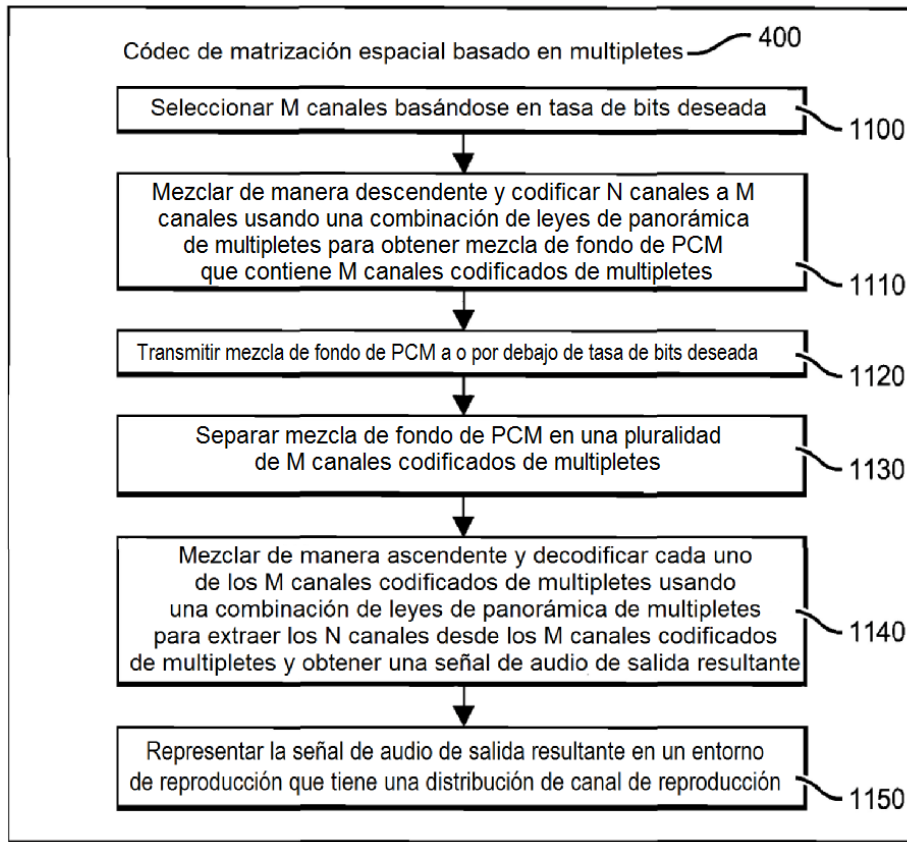 Códec de matrización espacial basado en multipletes 400
Seleccionar M canales basándose en tasa de bits deseada
1100
Mezclar de manera descendente y codificar N canales a M
canales usando una combinación de leyes de panorámica
de multipletes para obtener mezcla de fondo de PCM
que contiene M canales codificados de multipletes
1110
Transmitir mezcla de fondo de PCM a o por debajo de tasa de bits deseada
1120
Separar mezcla de fondo de PCM en una pluralidad
de M canales codificados de multipletes
1130
Mezclar de manera ascendente y decodificar cada uno
de los M canales codificados de multipletes usando
una combinación de leyes de panorámica de multipletes
para extraer los N canales desde los M canales codificados
de multipletes y obtener una señal de audio de salida resultante
1140
Representar la señal de audio de salida resultante en un entorno
de reproducción que tiene una distribución de canal de reproducción
1150